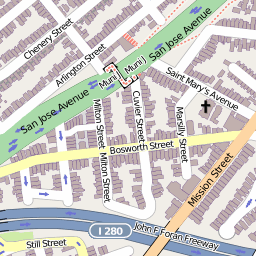 Chenery Street
San Jose Avenue
Arlington Street
Muni
Muni J
Saint Mary's Avenue
San Jose Avenue
Milton Street
Milton Street
Cuvier Street
Marsily Street
Bosworth Street
Mission Street
I 280
John F Foran Freeway
Still Street